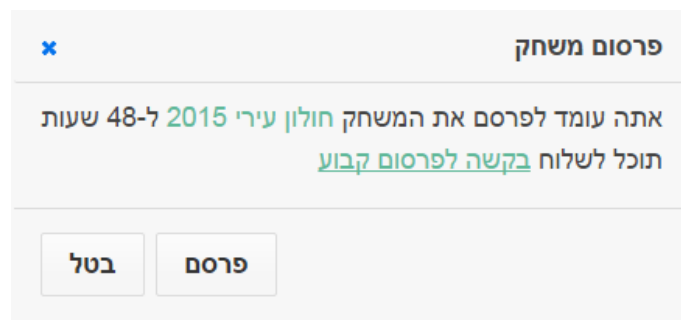 פרסום משחק
אתה עומד לפרסם את המשחק חולון עירי 2015 ל-48 שעות
תוכל לשלוח בקשה לפרסום קבוע
פרסם
בטל